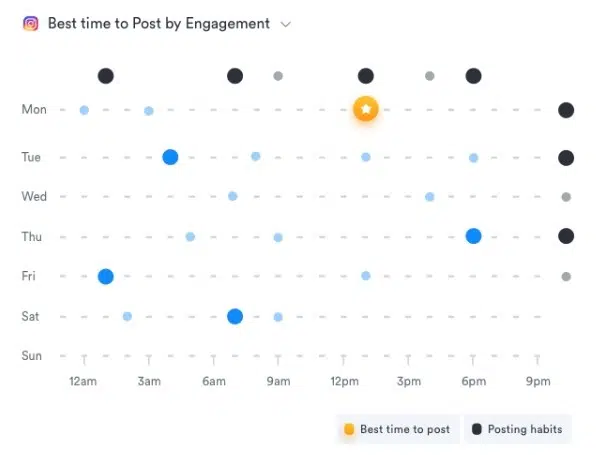 Best time to Post by Engagement
Mon
Tue
Wed
Thu
Fri
Sat
Sun
12am 3am 6am 9am 12pm 3pm 6pm 9pm
Best time to post Posting habits